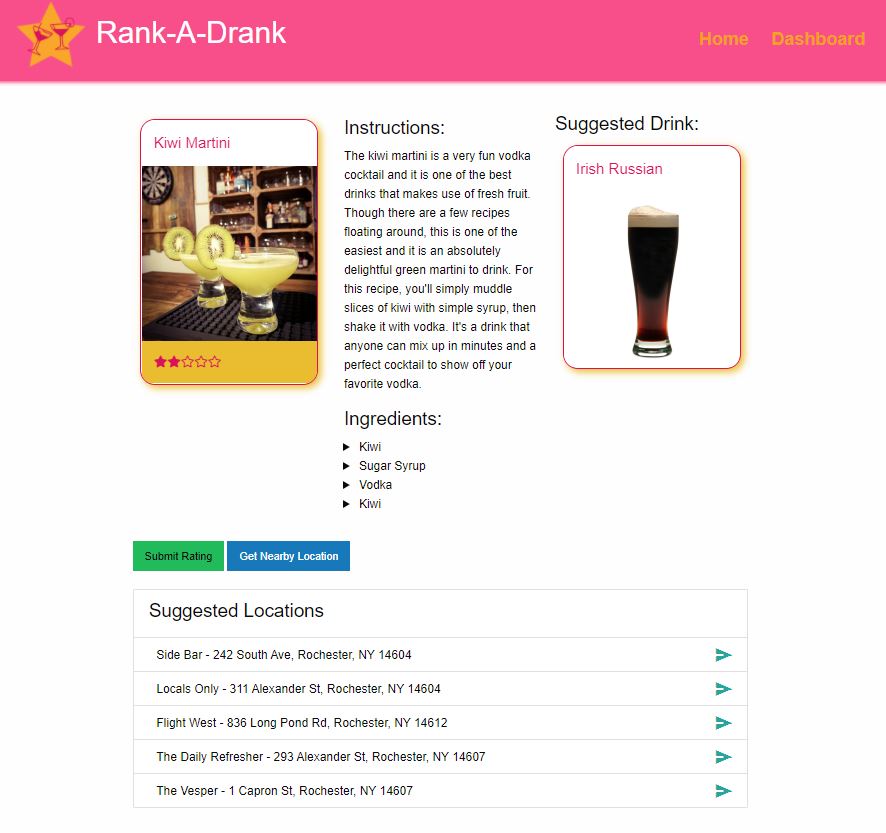 Rank-A-Drank
Home
Dashboard
Kiwi Martini
Instructions:
The kiwi martini is a very fun vodka
cocktail and it is one of the best
drinks that makes use of fresh fruit.
Though there are a few recipes
floating around, this is one of the
easiest and it is an absolutely
delightful green martini to drink. For
this recipe, you'll simply muddle
slices of kiwi with simple syrup, then
shake it with vodka. It's a drink that
anyone can mix up in minutes and a
perfect cocktail to show off your
favorite vodka.
Ingredients:
Kiwi
Sugar Syrup
Vodka
Kiwi
Suggested Drink:
Irish Russian
Submit Rating
Get Nearby Location
Suggested Locations
Side Bar - 242 South Ave, Rochester, NY 14604
Locals Only - 311 Alexander St, Rochester, NY 14604
Flight West - 836 Long Pond Rd, Rochester, NY 14612
The Daily Refresher - 293 Alexander St, Rochester, NY 14607
The Vesper - 1 Capron St, Rochester, NY 14607